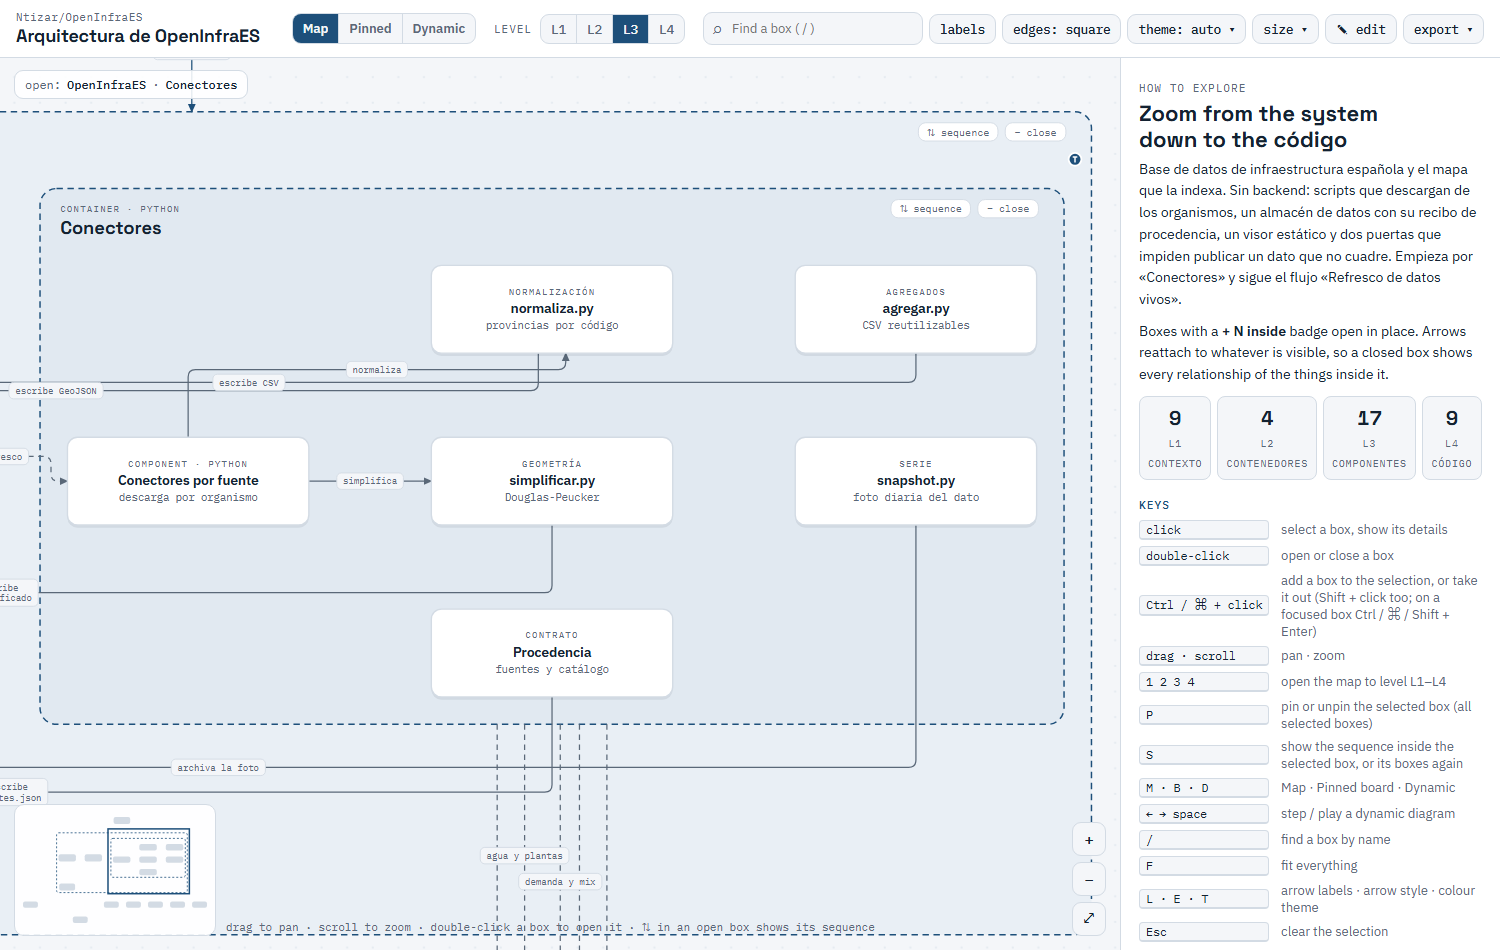 Ntizar/OpenInfraES
Arquitectura de OpenInfraES
Map Pinned Dynamic
LEVEL L1 L2 L3 L4
Find a box ( / )
labels
edges: square
theme: auto ▾
size ▾
✎ edit
export ▾
open: OpenInfraES · Conectores
⇅ sequence
− close
T
CONTAINER · PYTHON
Conectores
⇅ sequence
− close
NORMALIZACIÓN
normaliza.py
provincias por código
AGREGADOS
agregar.py
CSV reutilizables
normaliza
escribe CSV
escribe GeoJSON
esco
COMPONENT · PYTHON
Conectores por fuente
descarga por organismo
simplifica
GEOMETRÍA
simplificar.py
Douglas-Peucker
SERIE
snapshot.py
foto diaria del dato
ribe
ficado
CONTRATO
Procedencia
fuentes y catálogo
archiva la foto
cribe
tes.json
agua y plantas
demanda y mix
drag to pan · scroll to zoom · double-click a box to open it · ⇅ in an open box shows its sequence
+
−
⤢
HOW TO EXPLORE
Zoom from the system
down to the código
Base de datos de infraestructura española y el mapa
que la indexa. Sin backend: scripts que descargan de
los organismos, un almacén de datos con su recibo de
procedencia, un visor estático y dos puertas que
impiden publicar un dato que no cuadre. Empieza por
«Conectores» y sigue el flujo «Refresco de datos
vivos».
Boxes with a + N inside badge open in place. Arrows
reattach to whatever is visible, so a closed box shows
every relationship of the things inside it.
9 4 17 9
L1 L2 L3 L4
CONTEXTO CONTENEDORES COMPONENTES CÓDIGO
KEYS
click select a box, show its details
double-click open or close a box
Ctrl / ⌘ + click add a box to the selection, or take
it out (Shift + click too; on a
focused box Ctrl / ⌘ / Shift +
Enter)
drag · scroll pan · zoom
1 2 3 4 open the map to level L1–L4
P pin or unpin the selected box (all
selected boxes)
S show the sequence inside the
selected box, or its boxes again
M · B · D Map · Pinned board · Dynamic
← → space step / play a dynamic diagram
/ find a box by name
F fit everything
L · E · T arrow labels · arrow style · colour
theme
Esc clear the selection